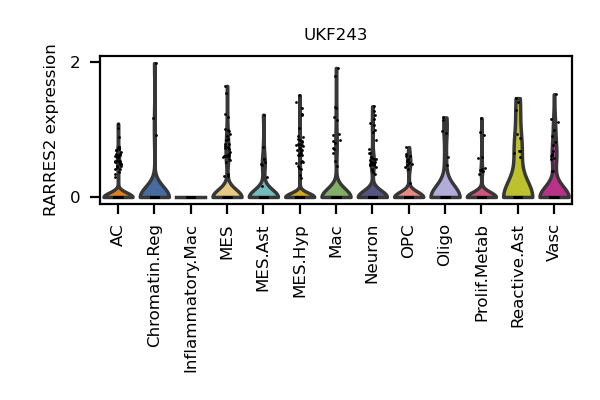 UKF243
RARRES2 expression
2
0
AC
Chromatin.Reg
Inflammatory.Mac
MES
MES.Ast
MES.Hyp
Mac
Neuron
OPC
Oligo
Prolif.Metab
Reactive.Ast
Vasc